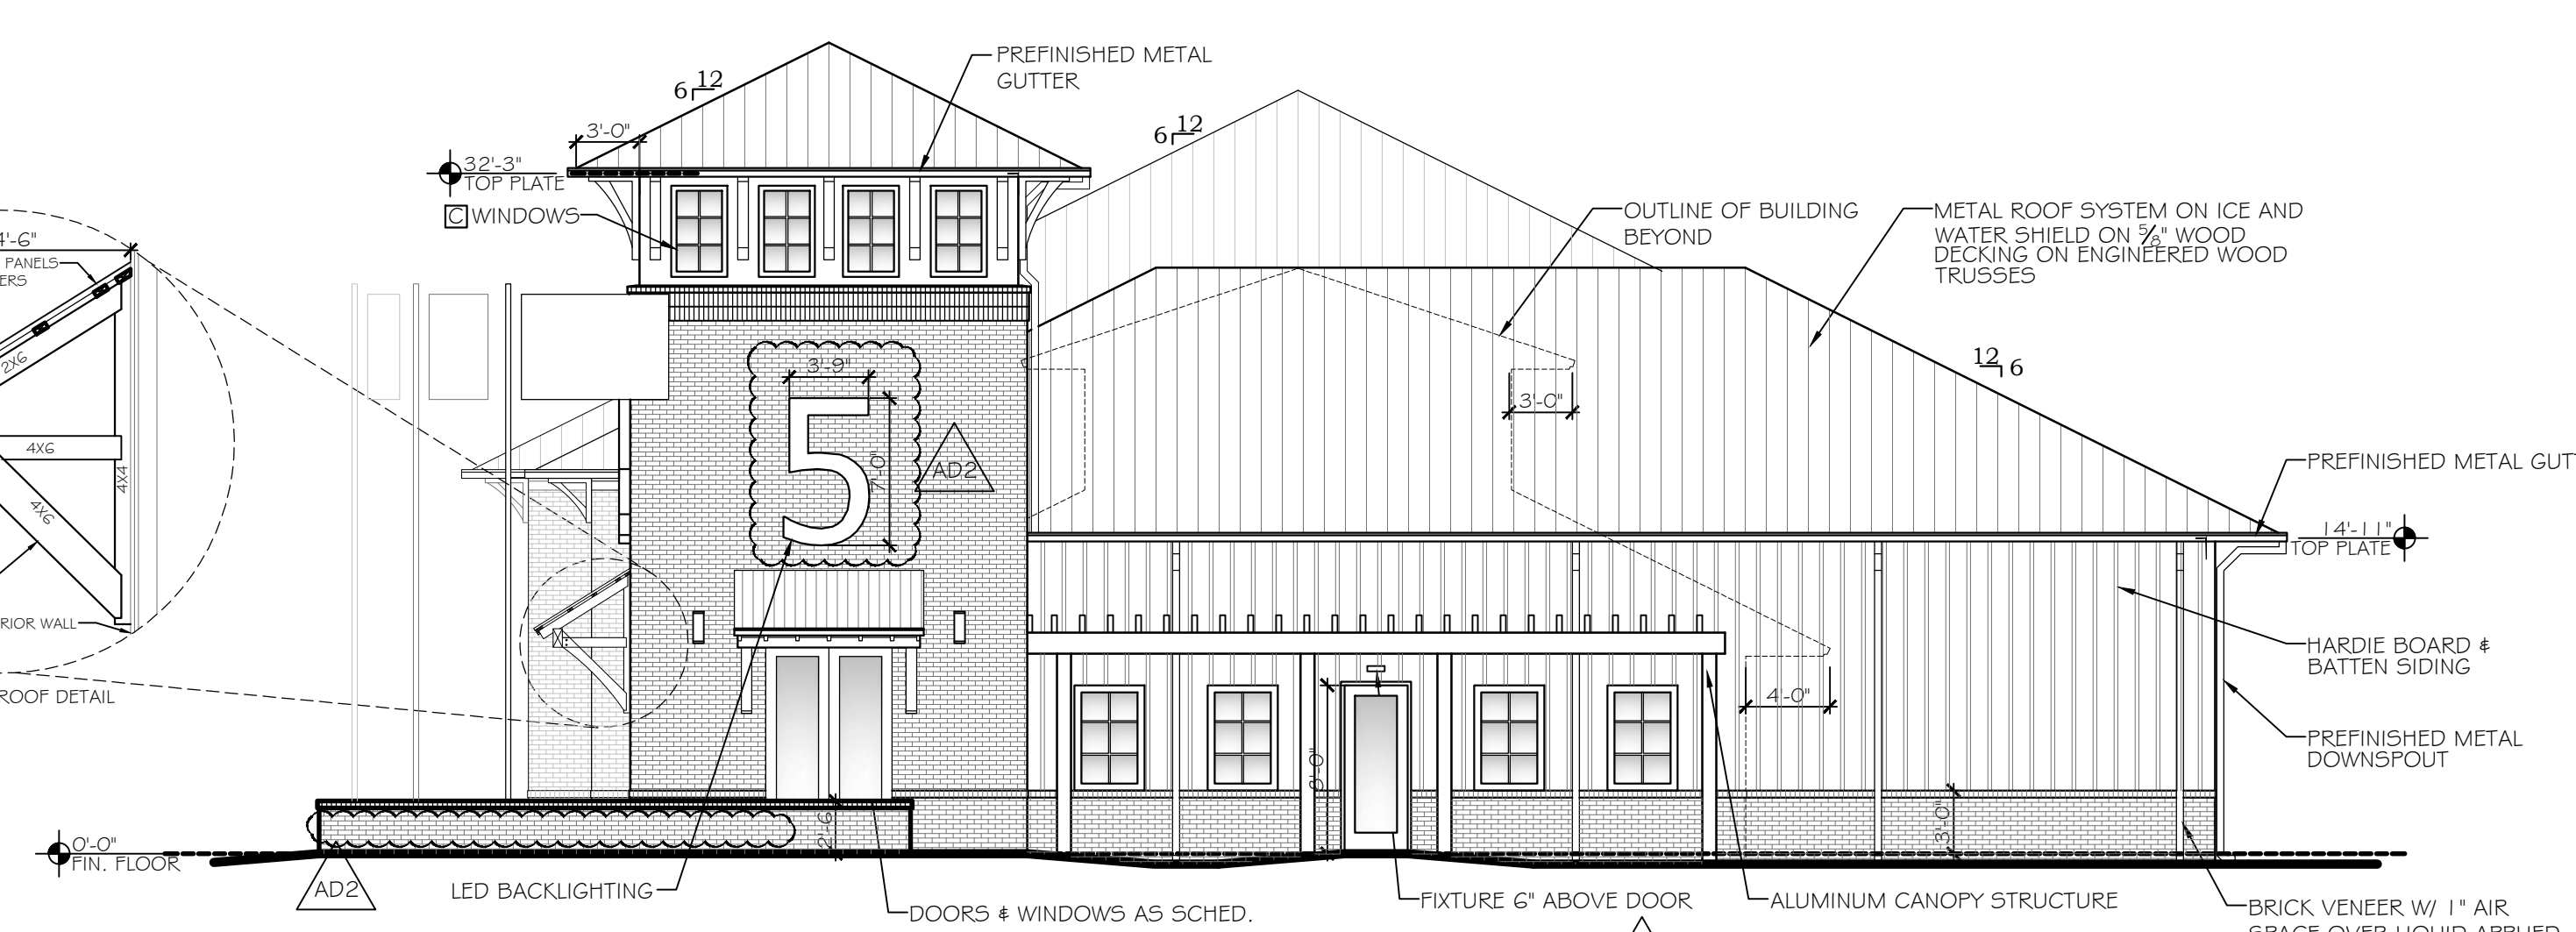 PREFINISHED METAL
GUTTER
6 12
3'-0"
32'-3"
TOP PLATE
C WINDOWS
6 12
OUTLINE OF BUILDING
BEYOND
METAL ROOF SYSTEM ON ICE AND
WATER SHIELD ON 5/8" WOOD
DECKING ON ENGINEERED WOOD
TRUSSES
4'-6"
PANELS
ERS
2X6
4X6
4X4
4X6
RIOR WALL
ROOF DETAIL
3'-9"
5
7'-0"
AD2
12 6
3'-0"
PREFINISHED METAL GUT
14'-11"
TOP PLATE
HARDIE BOARD &
BATTEN SIDING
4'-0"
PREFINISHED METAL
DOWNSPOUT
8'-0"
3'-0"
2'-6"
0'-0"
FIN. FLOOR
AD2
LED BACKLIGHTING
DOORS & WINDOWS AS SCHED.
FIXTURE 6" ABOVE DOOR
ALUMINUM CANOPY STRUCTURE
BRICK VENEER W/ 1" AIR
SPACE OVER LIQUID APPLIED